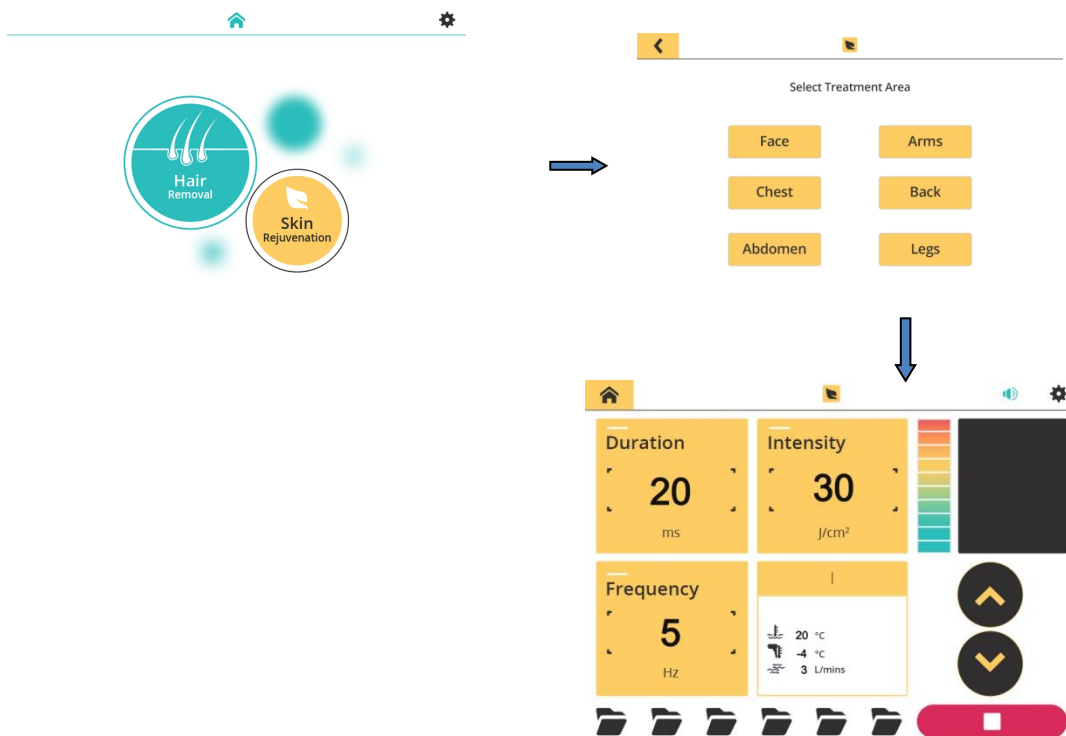 Hair
Removal
Skin
Rejuvenation
Select Treatment Area
Face
Arms
Chest
Back
Abdomen
Legs
Duration
20
ms
Intensity
30
J/cm²
Frequency
5
Hz
I
20 °C
-4 °C
3 L/mins